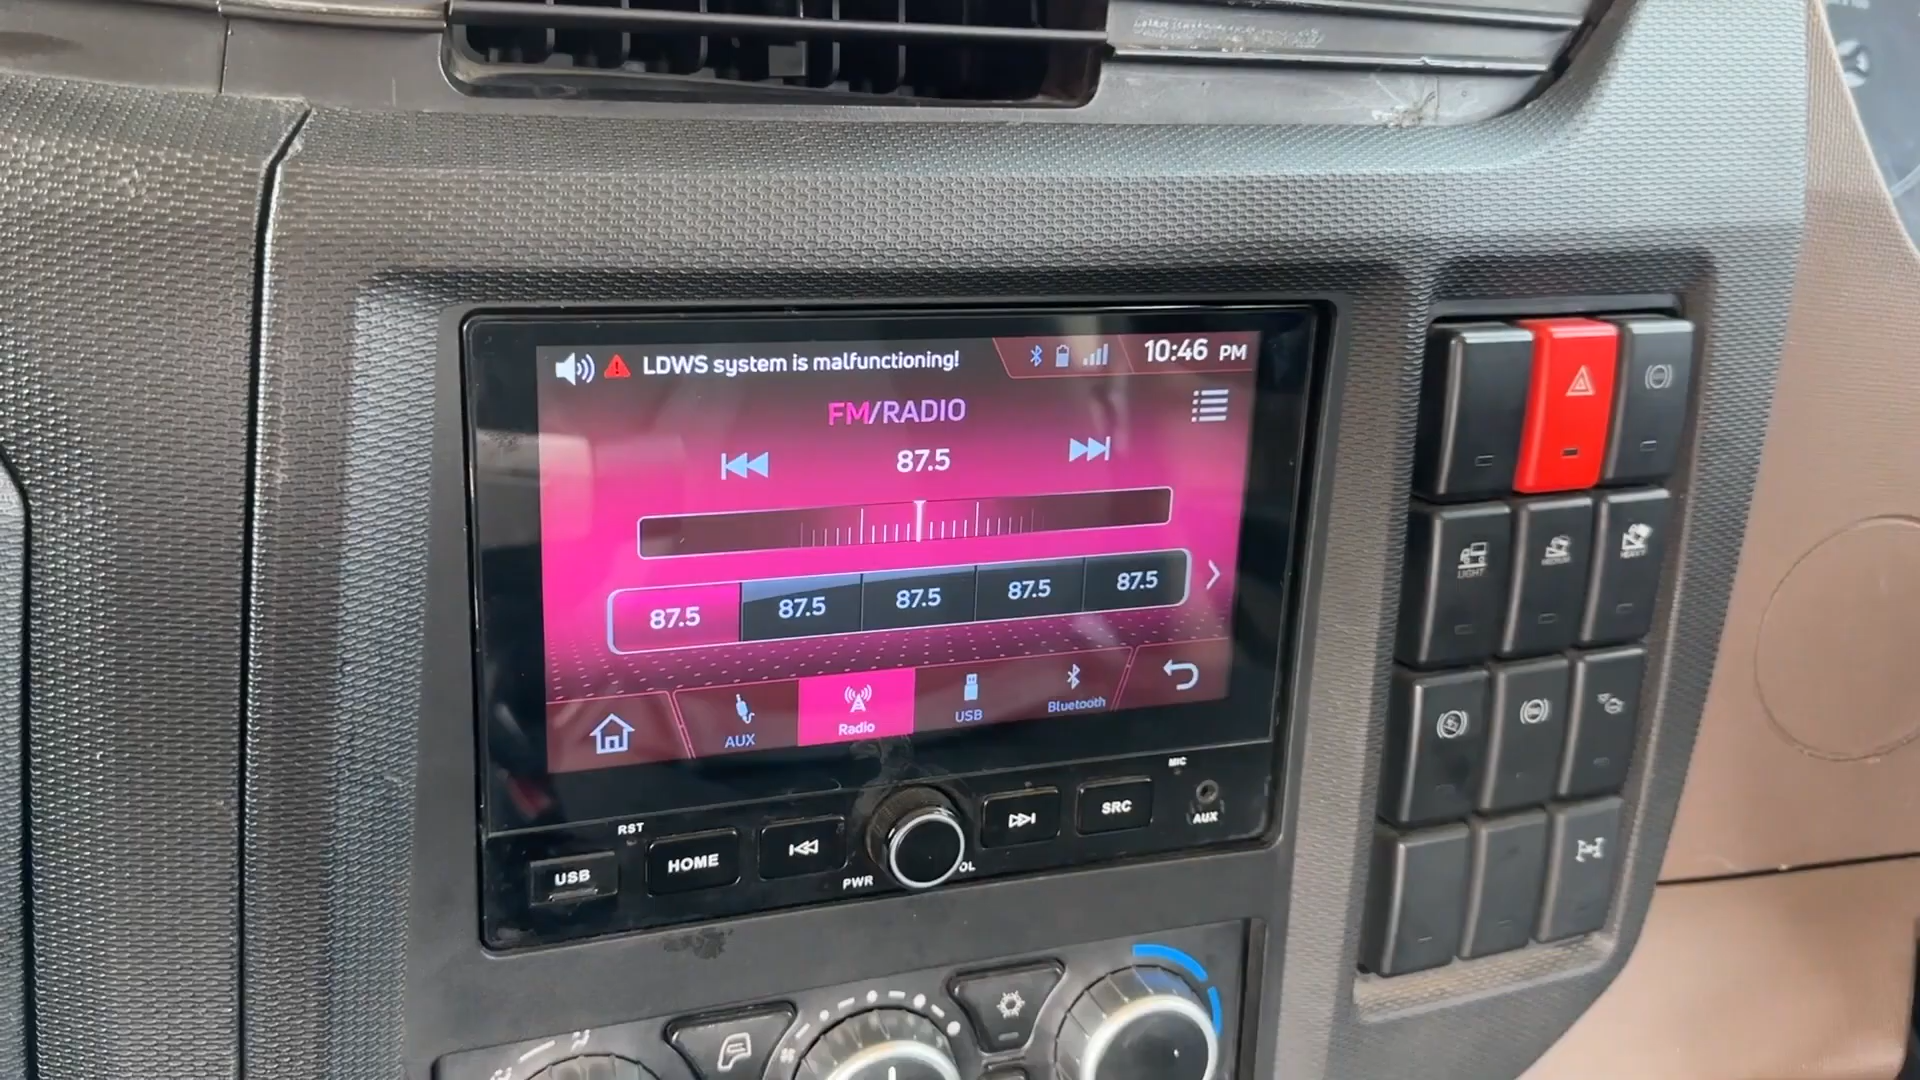 LDWS system is malfunctioning!
10:46 PM
FM/RADIO
87.5
87.5 87.5 87.5 87.5 87.5
AUX Radio USB Bluetooth
MIC
RST
USB HOME PWR SRC AUX
LIGHT
HEAVY